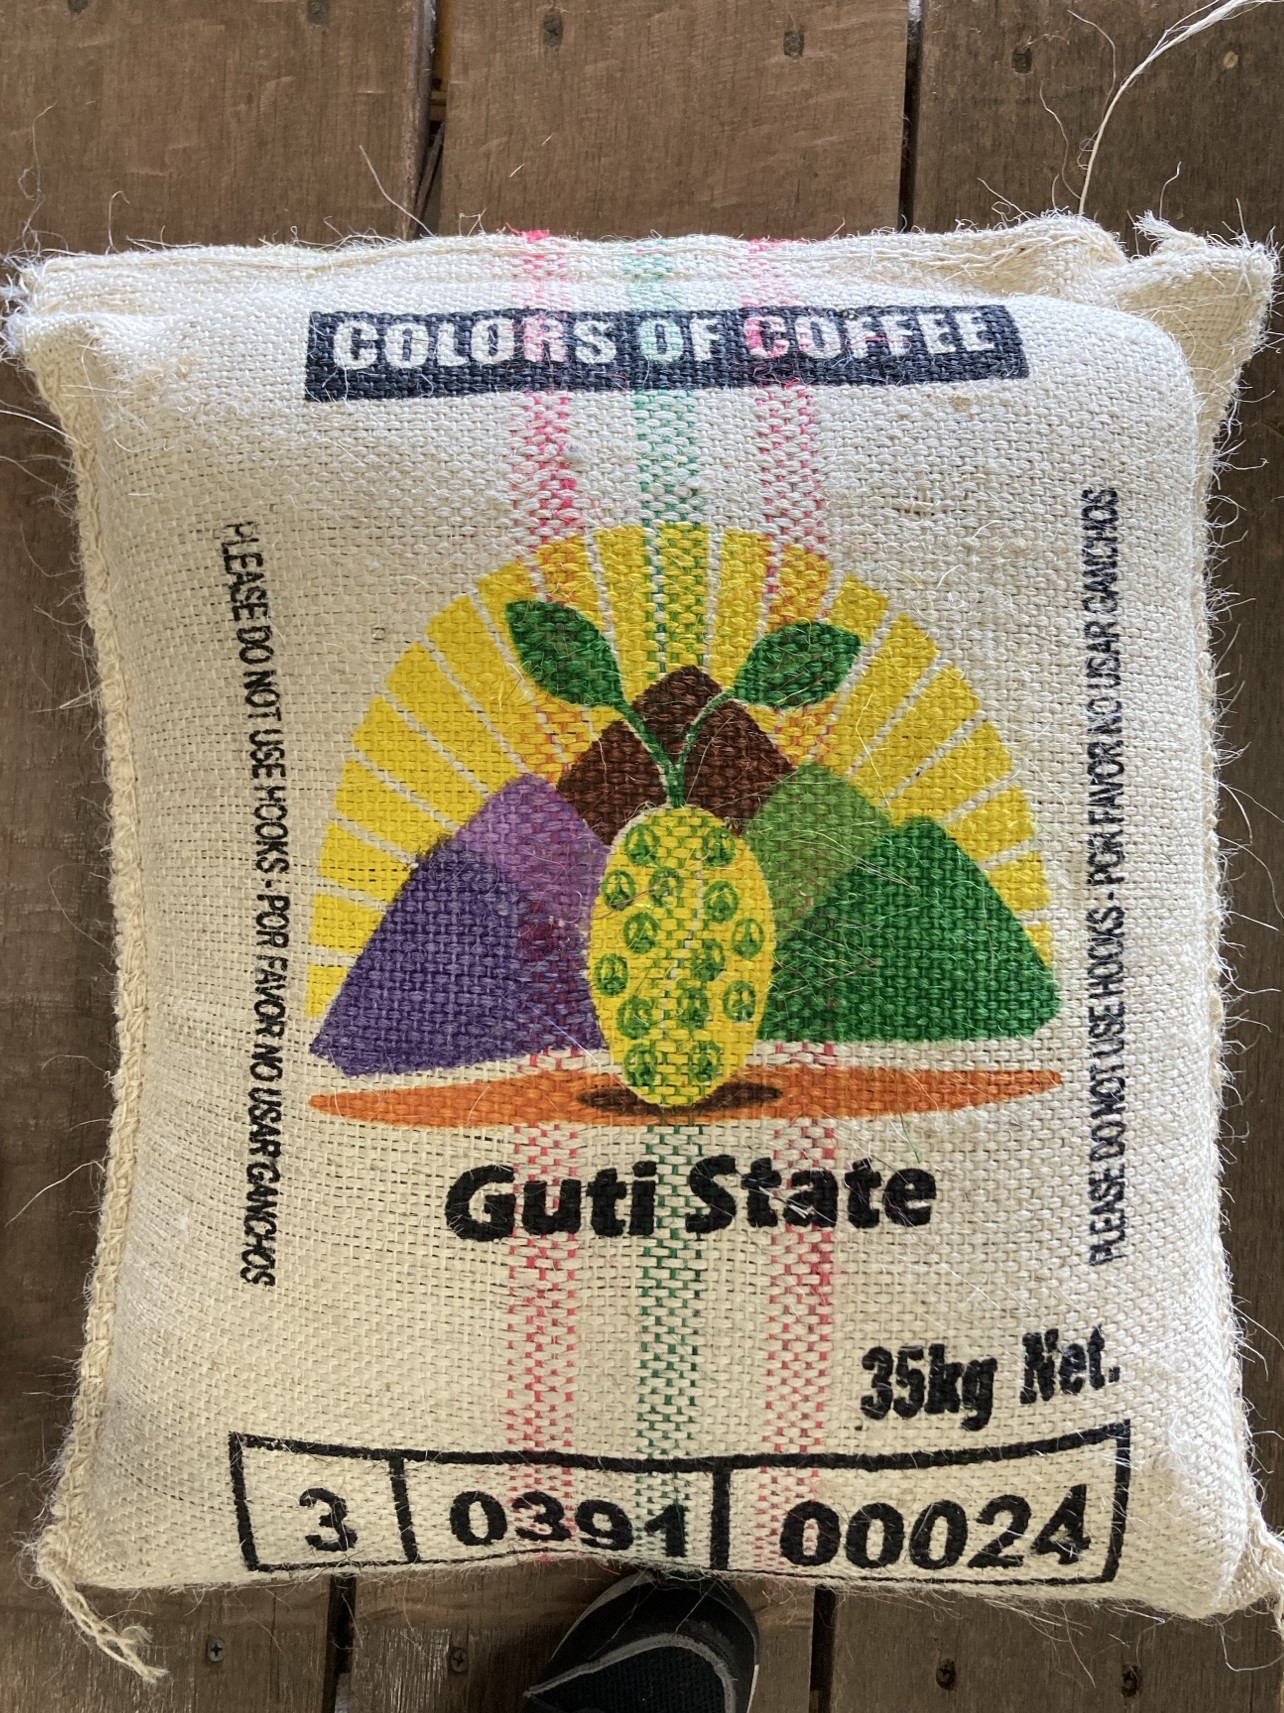 COLORS OF COFFEE
PLEASE DO NOT USE HOOKS - POR FAVOR NO USAR GANCHOS
PLEASE DO NOT USE HOOKS - POR FAVOR NO USAR GANCHOS
Guti State
35kg Net.
3 0391 00024